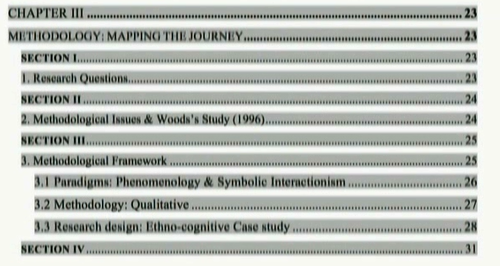 CHAPTER III ........ 23
METHODOLOGY: MAPPING THE JOURNEY ........ 23
SECTION I ........ 23
1. Research Questions ........ 23
SECTION II ........ 24
2. Methodological Issues & Woods's Study (1996) ........ 24
SECTION III ........ 25
3. Methodological Framework ........ 25
3.1 Paradigms: Phenomenology & Symbolic Interactionism ........ 26
3.2 Methodology: Qualitative ........ 27
3.3 Research design: Ethno-cognitive Case study ........ 28
SECTION IV ........ 31